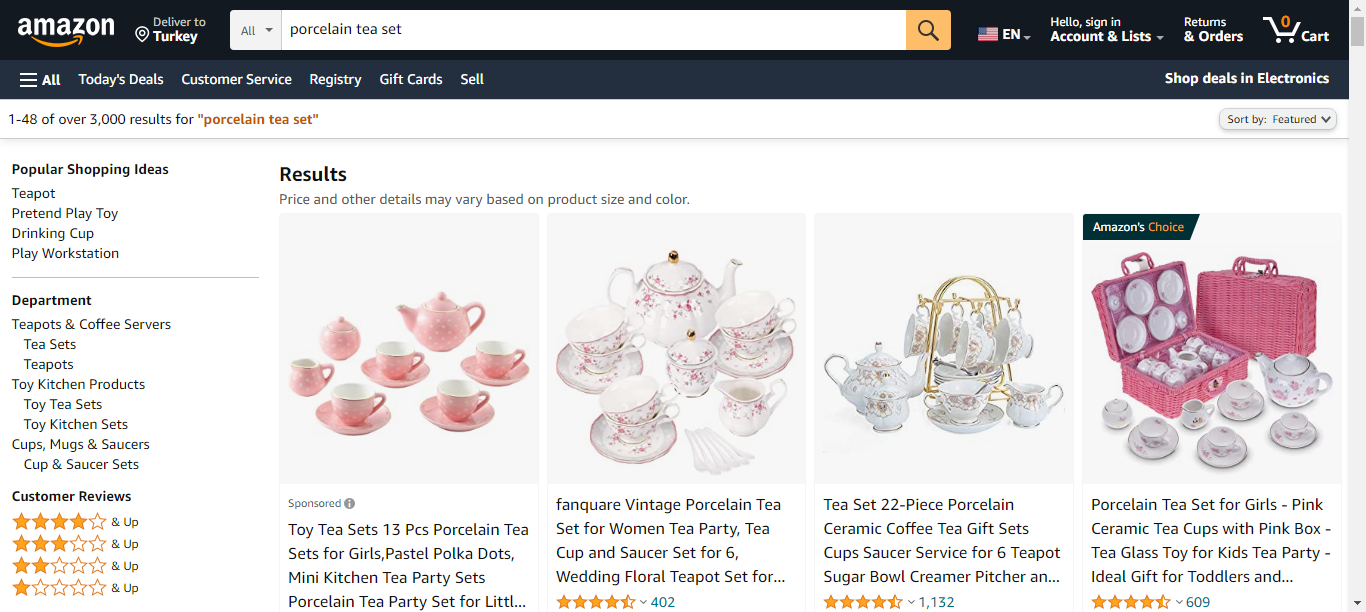 amazon
Deliver to
Turkey
All
porcelain tea set
EN
Hello, sign in
Account & Lists
Returns
& Orders
0
Cart
All
Today's Deals
Customer Service
Registry
Gift Cards
Sell
Shop deals in Electronics
1-48 of over 3,000 results for "porcelain tea set"
Sort by: Featured
Popular Shopping Ideas
Teapot
Pretend Play Toy
Drinking Cup
Play Workstation
Department
Teapots & Coffee Servers
Tea Sets
Teapots
Toy Kitchen Products
Toy Tea Sets
Toy Kitchen Sets
Cups, Mugs & Saucers
Cup & Saucer Sets
Customer Reviews
& Up
& Up
& Up
& Up
Results
Price and other details may vary based on product size and color.
Sponsored
Toy Tea Sets 13 Pcs Porcelain Tea
Sets for Girls,Pastel Polka Dots,
Mini Kitchen Tea Party Sets
Porcelain Tea Party Set for Littl...
fanquare Vintage Porcelain Tea
Set for Women Tea Party, Tea
Cup and Saucer Set for 6,
Wedding Floral Teapot Set for...
402
Tea Set 22-Piece Porcelain
Ceramic Coffee Tea Gift Sets
Cups Saucer Service for 6 Teapot
Sugar Bowl Creamer Pitcher an...
1,132
Amazon's Choice
Porcelain Tea Set for Girls - Pink
Ceramic Tea Cups with Pink Box -
Tea Glass Toy for Kids Tea Party -
Ideal Gift for Toddlers and...
609